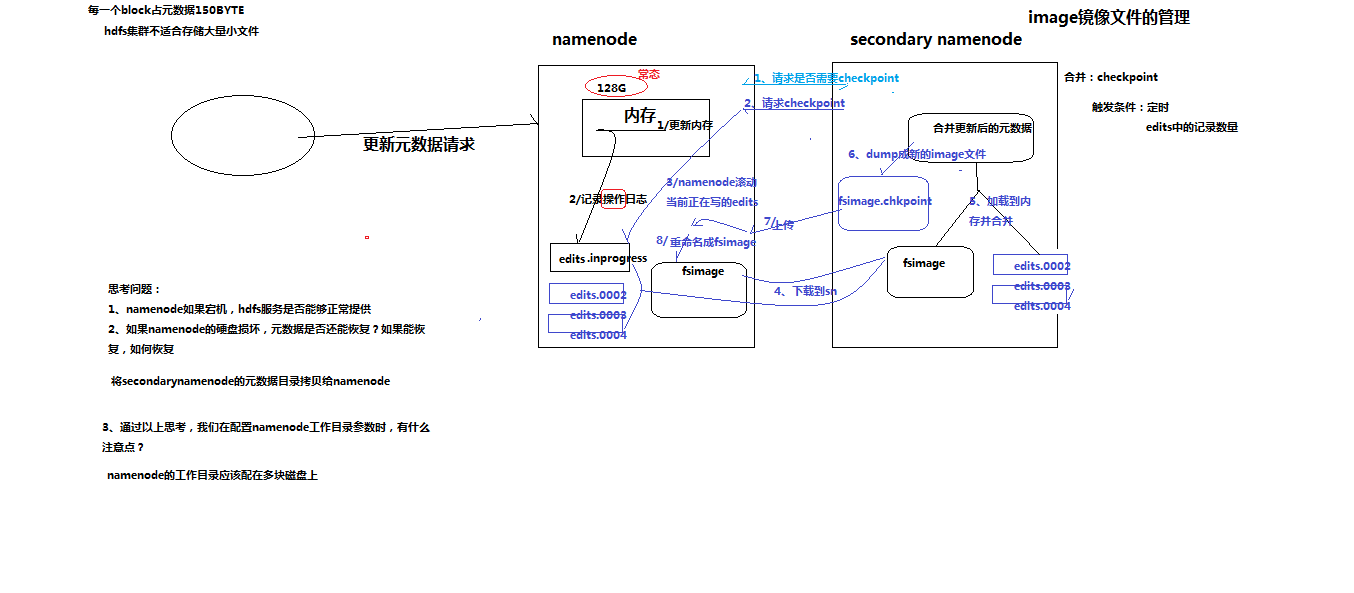 每一个block占元数据150BYTE
hdfs集群不适合存储大量小文件
image镜像文件的管理
namenode
secondary namenode
常态
128G
内存
1/更新内存
更新元数据请求
2/记录操作日志
edits.inprogress
edits.0002
edits.0003
edits.0004
fsimage
1、请求是否需要checkpoint
2、请求checkpoint
3/namenode滚动
当前正在写的edits
7/上传
8/重命名成fsimage
4、下载到sn
合并更新后的元数据
6、dump成新的image文件
fsimage.chkpoint
5、加载到内
存并合并
fsimage
edits.0002
edits.0003
edits.0004
合并：checkpoint
触发条件：定时
edits中的记录数量
思考问题：
1、namenode如果宕机，hdfs服务是否能够正常提供
2、如果namenode的硬盘损坏，元数据是否还能恢复？如果能恢
复，如何恢复
将secondarynamenode的元数据目录拷贝给namenode
3、通过以上思考，我们在配置namenode工作目录参数时，有什么
注意点？
namenode的工作目录应该配在多块磁盘上